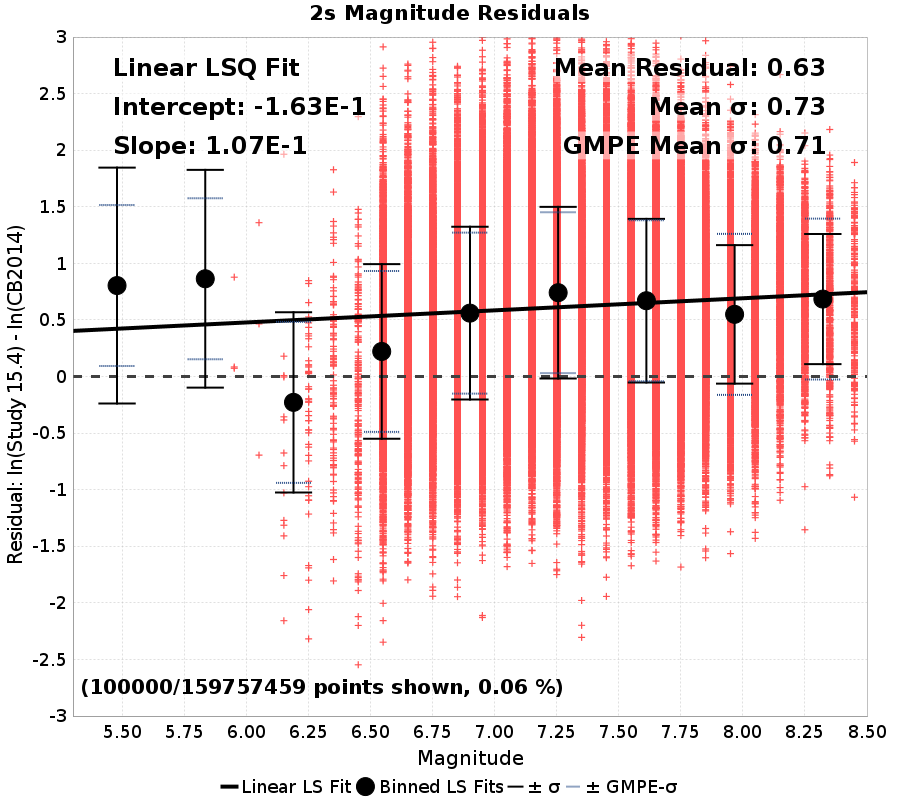 2s Magnitude Residuals
Linear LSQ Fit
Intercept: -1.63E-1
Slope: 1.07E-1
Mean Residual: 0.63
Mean σ: 0.73
GMPE Mean σ: 0.71
Residual: ln(Study 15.4) - ln(CB2014)
3
2.5
2
1.5
1
0.5
0
-0.5
-1
-1.5
-2
-2.5
-3
(100000/159757459 points shown, 0.06 %)
5.50 5.75 6.00 6.25 6.50 6.75 7.00 7.25 7.50 7.75 8.00 8.25 8.50
Magnitude
Linear LS Fit Binned LS Fits ± σ ± GMPE-σ